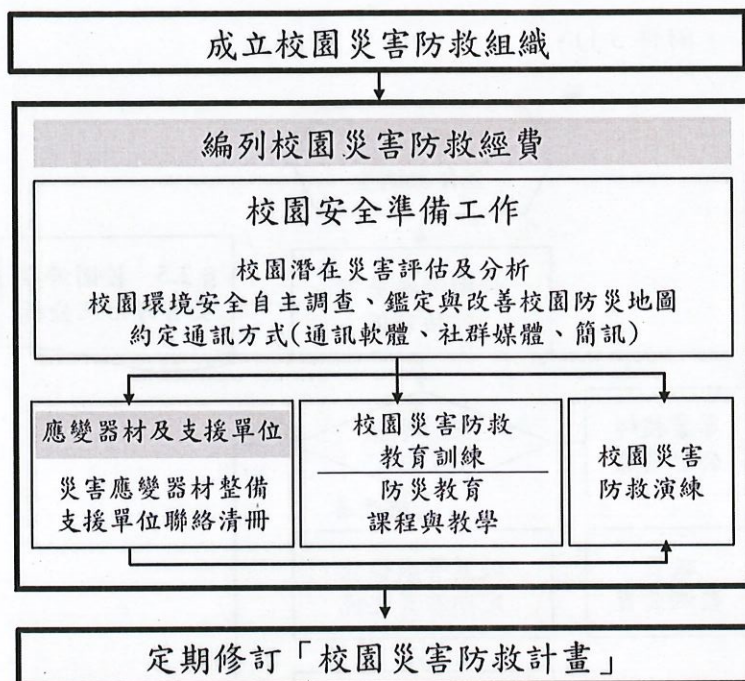 成立校園災害防救組織
編列校園災害防救經費
校園安全準備工作
校園潛在災害評估及分析
校園環境安全自主調查、鑑定與改善校園防災地圖
約定通訊方式(通訊軟體、社群媒體、簡訊)
應變器材及支援單位
災害應變器材整備
支援單位聯絡清冊
校園災害防救
教育訓練
防災教育
課程與教學
校園災害
防救演練
定期修訂「校園災害防救計畫」